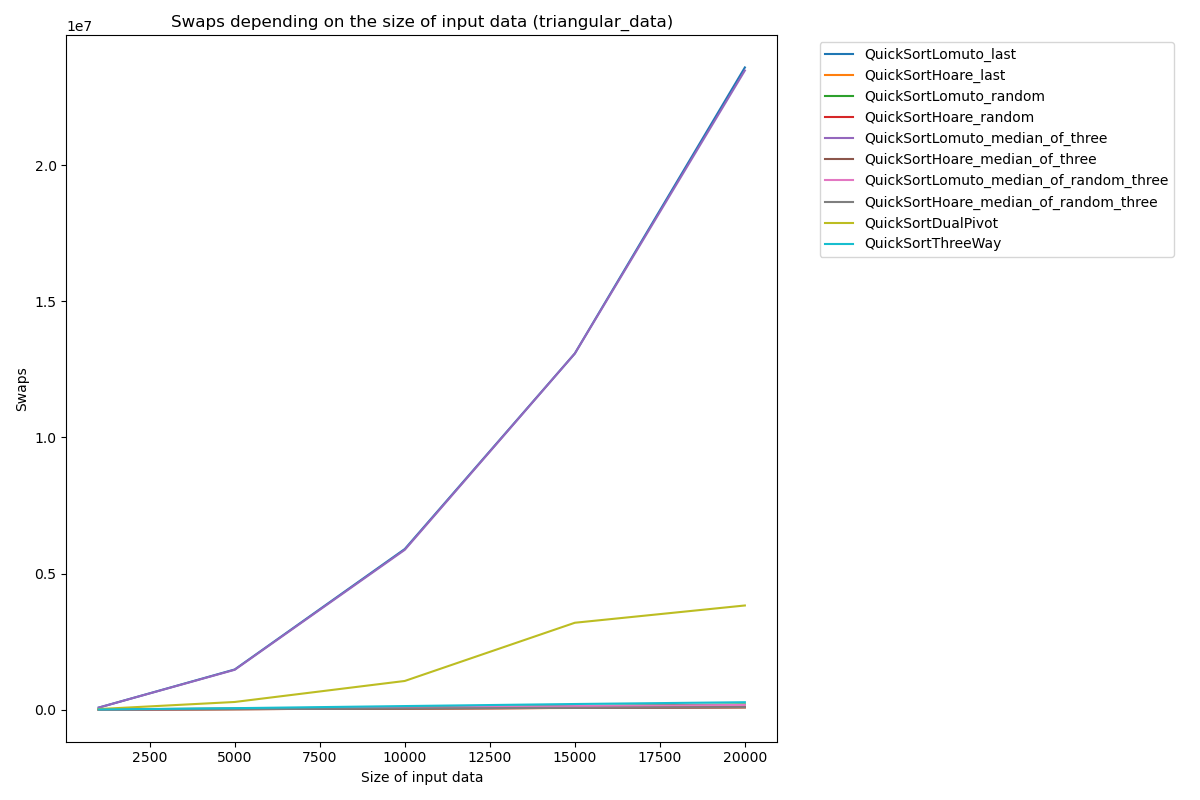 Swaps depending on the size of input data (triangular_data)
1e7
QuickSortLomuto_last
QuickSortHoare_last
QuickSortLomuto_random
QuickSortHoare_random
QuickSortLomuto_median_of_three
QuickSortHoare_median_of_three
QuickSortLomuto_median_of_random_three
QuickSortHoare_median_of_random_three
QuickSortDualPivot
QuickSortThreeWay
2.0
1.5
1.0
0.5
0.0
Swaps
2500 5000 7500 10000 12500 15000 17500 20000
Size of input data